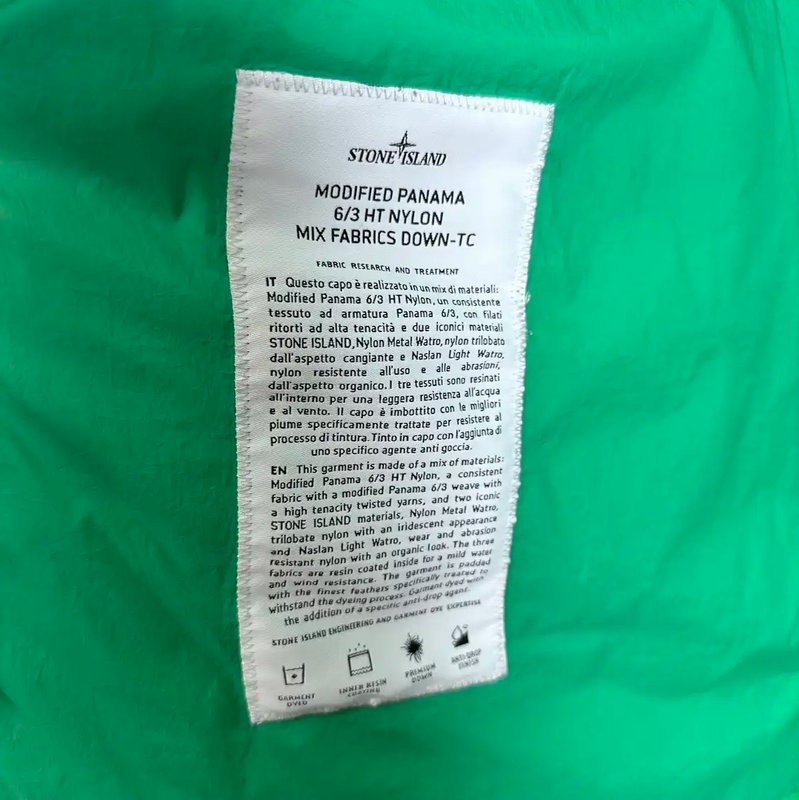 STONE ISLAND
MODIFIED PANAMA
6/3 HT NYLON
MIX FABRICS DOWN-TC
FABRIC RESEARCH AND TREATMENT
IT Questo capo è realizzato in un mix di materiali:
Modified Panama 6/3 HT Nylon, un consistente
tessuto ad armatura Panama 6/3, con filati
ritorti ad alta tenacità e due iconici materiali
STONE ISLAND, Nylon Metal Watro, nylon trilobato
dall'aspetto cangiante e Naslan Light Watro,
nylon resistente all'uso e alle abrasioni,
dall'aspetto organico. I tre tessuti sono resinati
all'interno per una leggera resistenza all'acqua
e al vento. Il capo è imbottito con le migliori
piume specificamente trattate per resistere al
processo di tintura. Tinto in capo con l'aggiunta di
uno specifico agente anti goccia.
EN This garment is made of a mix of materials:
Modified Panama 6/3 HT Nylon, a consistent
fabric with a modified Panama 6/3 weave with
a high tenacity twisted yarns, and two iconic
STONE ISLAND materials, Nylon Metal Watro,
trilobate nylon with an iridescent appearance
and Naslan Light Watro, wear and abrasion
resistant nylon with an organic look. The three
fabrics are resin coated inside for a mild water
and wind resistance. The garment is padded
with the finest feathers specifically treated to
withstand the dyeing process. Garment dyed with
the addition of a specific anti-drop agent.
STONE ISLAND ENGINEERING AND GARMENT DYE EXPERTISE
GARMENT
DYED
INNER RESIN
COATING
PREMIUM
DOWN
ANTI-DROP
FINISH